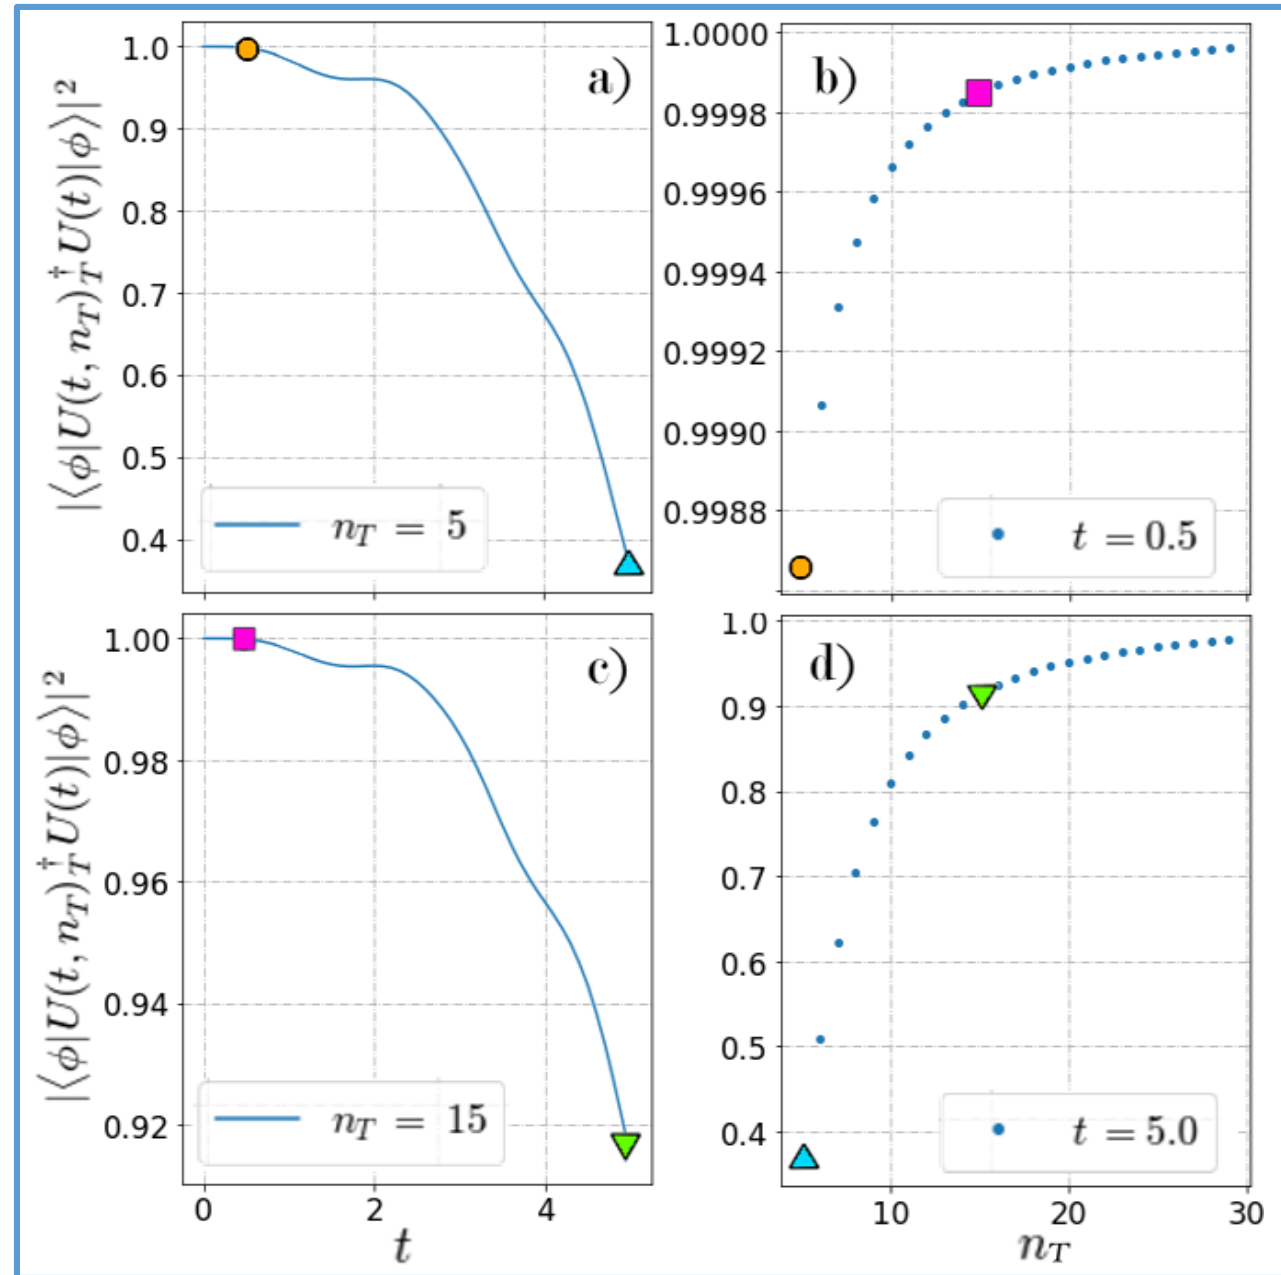 |⟨ϕ|U(t, n_T)_T^† U(t)|ϕ⟩|²
1.0
0.9
0.8
0.7
0.6
0.5
0.4
a)
n_T = 5
1.0000
0.9998
0.9996
0.9994
0.9992
0.9990
0.9988
b)
t = 0.5
|⟨ϕ|U(t, n_T)_T^† U(t)|ϕ⟩|²
1.00
0.98
0.96
0.94
0.92
c)
n_T = 15
0
2
4
t
1.0
0.9
0.8
0.7
0.6
0.5
0.4
d)
t = 5.0
10
20
30
n_T